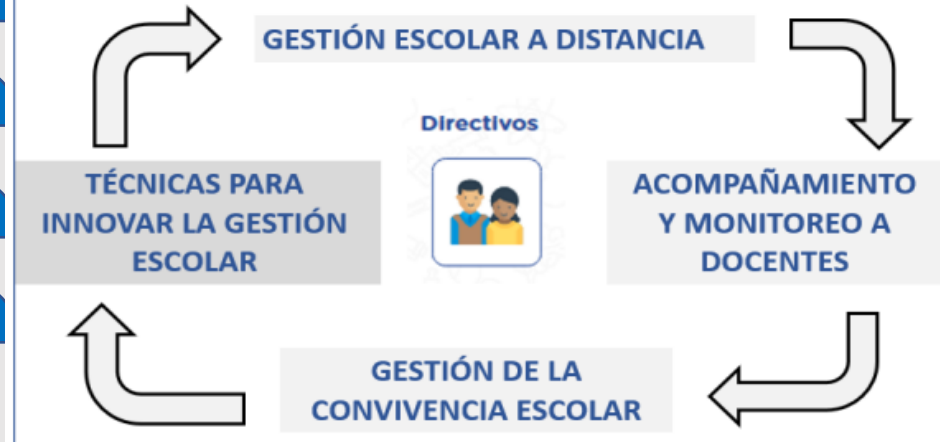 GESTIÓN ESCOLAR A DISTANCIA
Directivos
TÉCNICAS PARA
INNOVAR LA GESTIÓN
ESCOLAR
ACOMPAÑAMIENTO
Y MONITOREO A
DOCENTES
GESTIÓN DE LA
CONVIVENCIA ESCOLAR